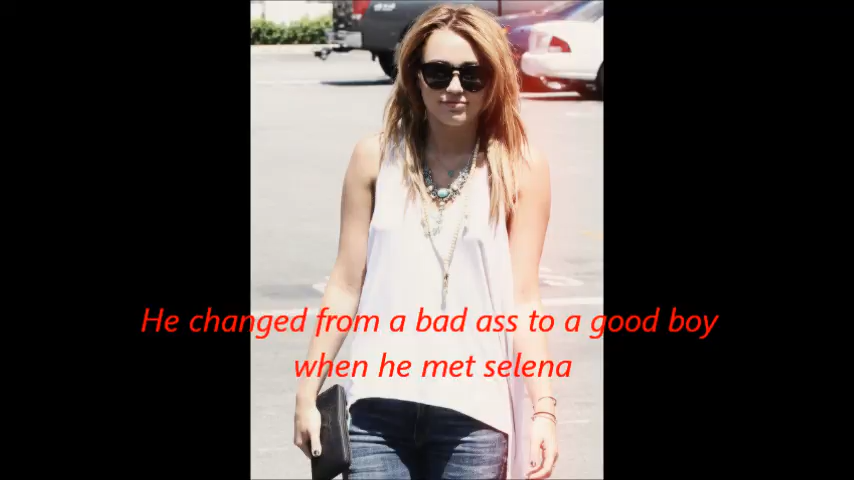 He changed from a bad ass to a good boy
when he met selena